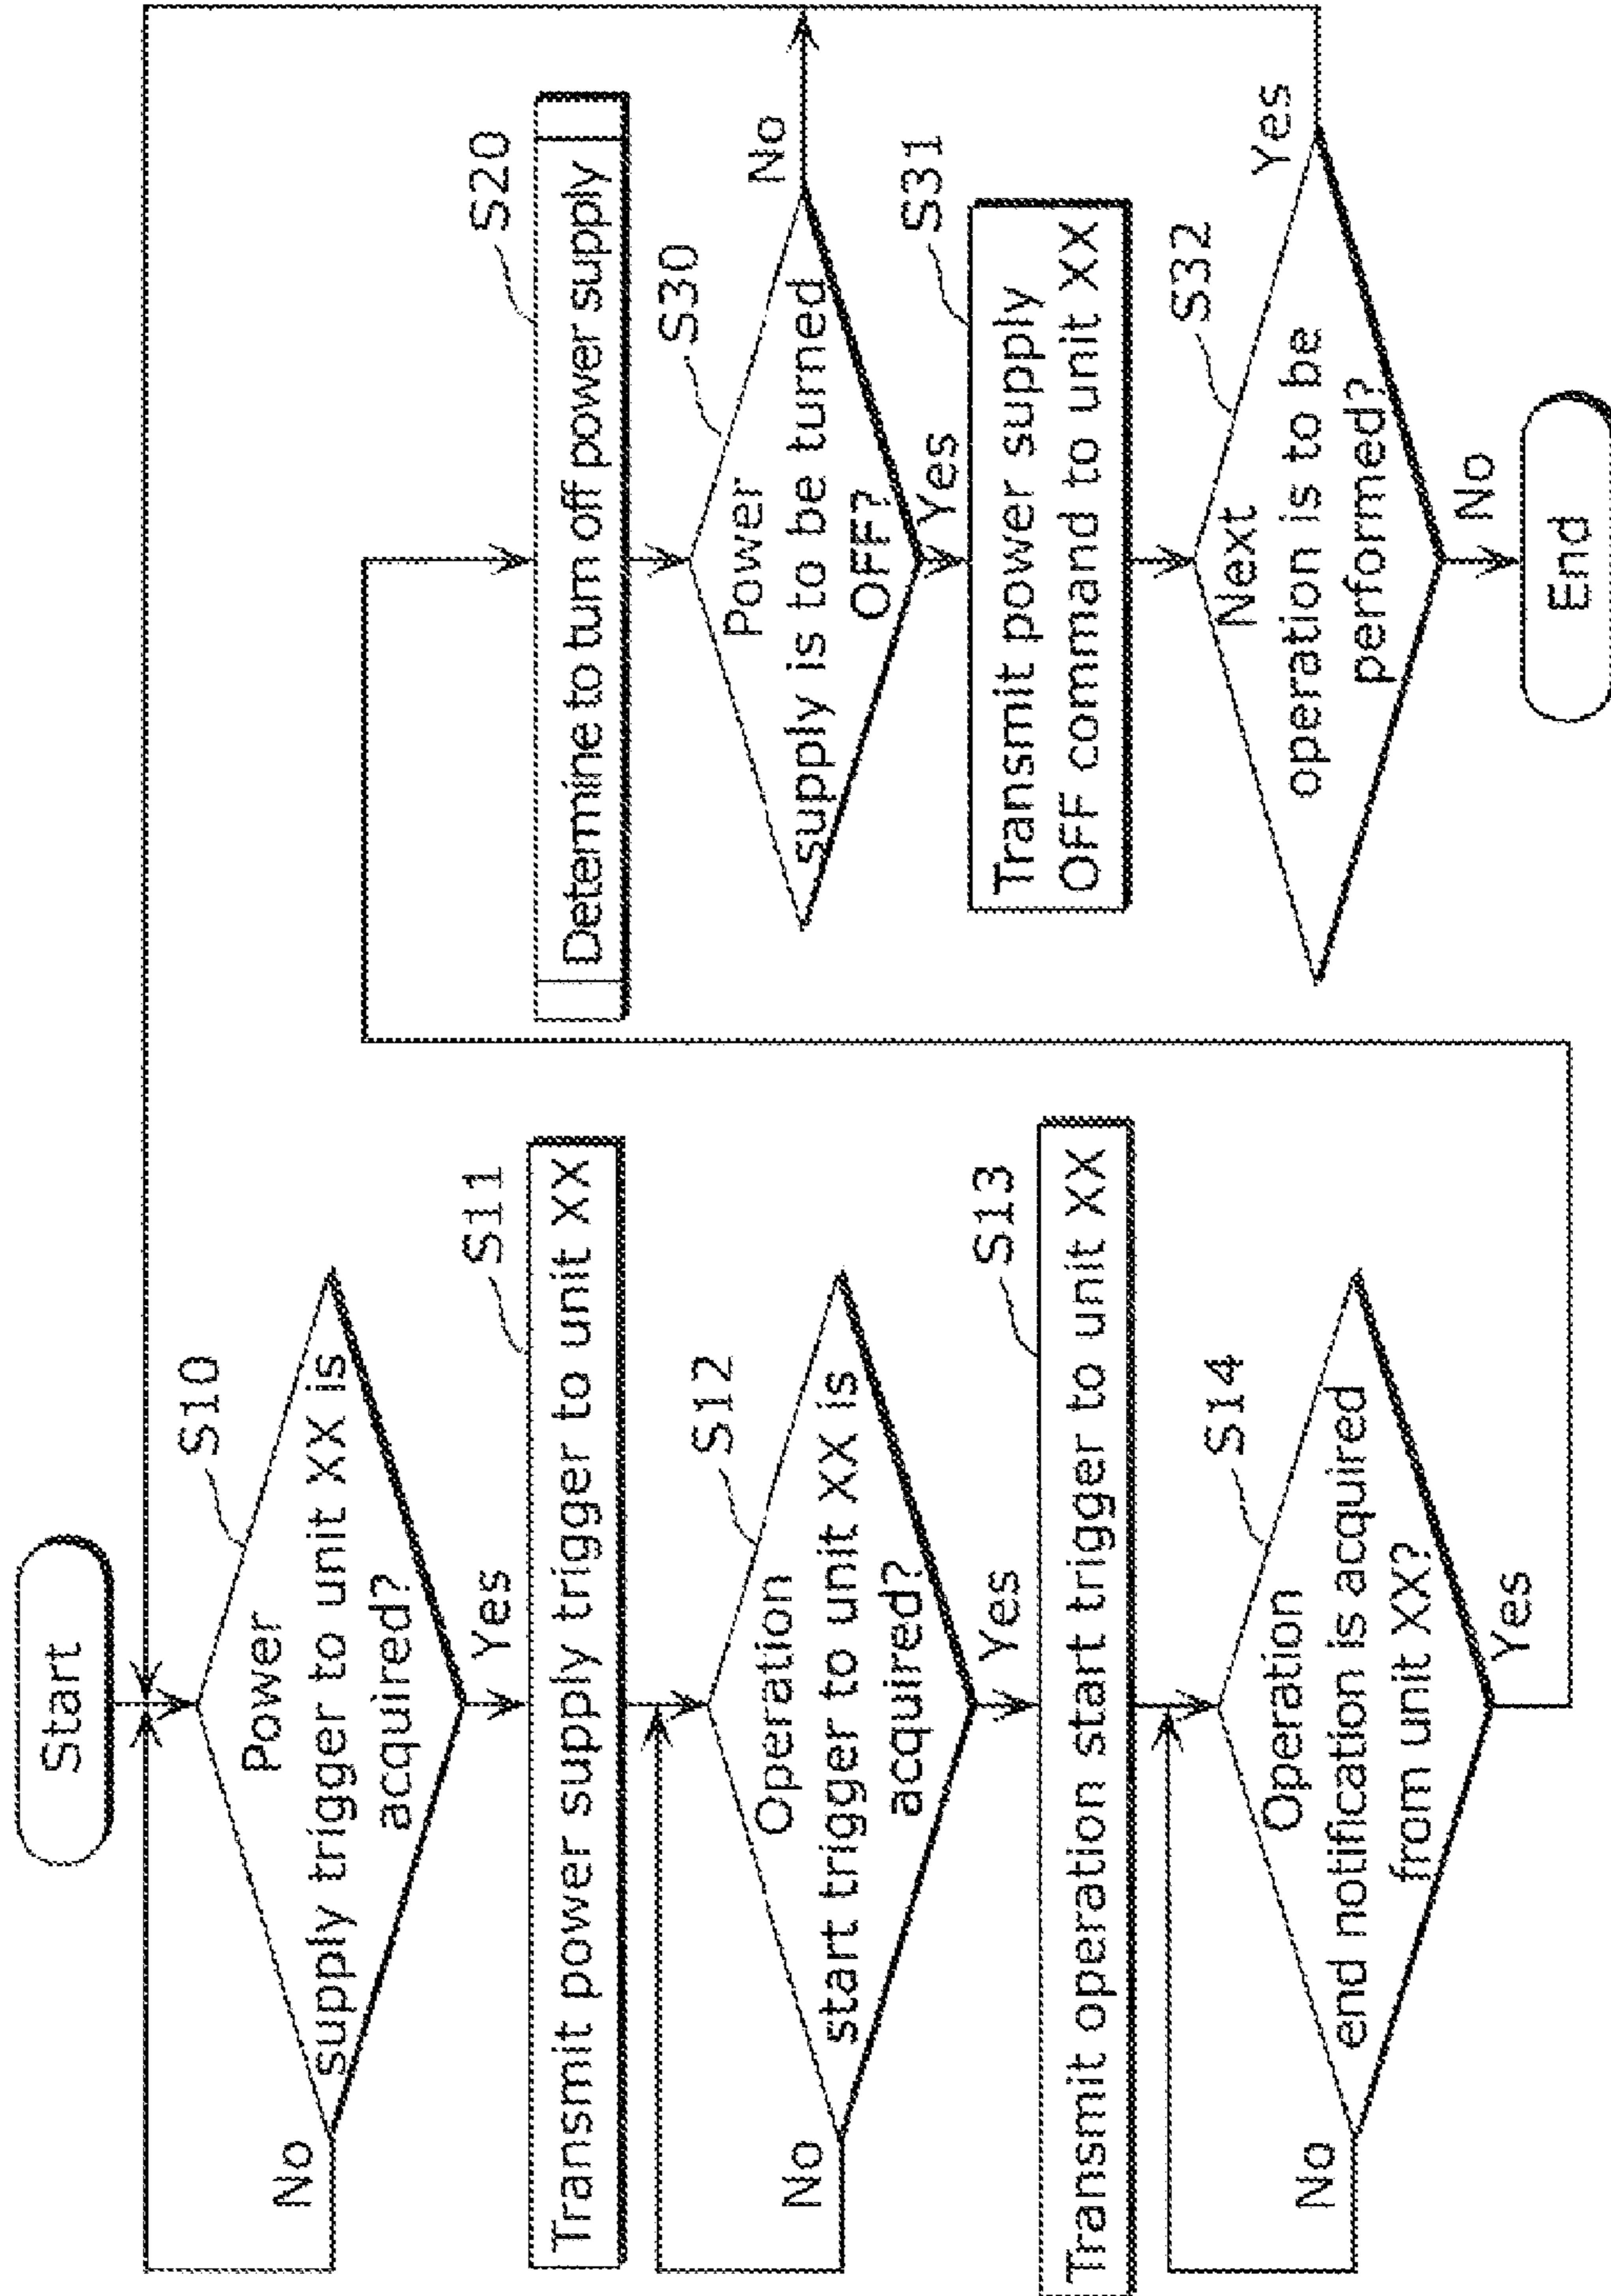 Start
S10
Power
supply trigger to unit XX is
acquired?
No
Yes
S11
Transmit power supply trigger to unit XX
S12
Operation
start trigger to unit XX is
acquired?
No
Yes
S13
Transmit operation start trigger to unit XX
S14
Operation
end notification is acquired
from unit XX?
No
Yes
S20
Determine to turn off power supply
S30
Power
supply is to be turned
OFF?
No
Yes
S31
Transmit power supply
OFF command to unit XX
S32
Next
operation is to be
performed?
Yes
No
End